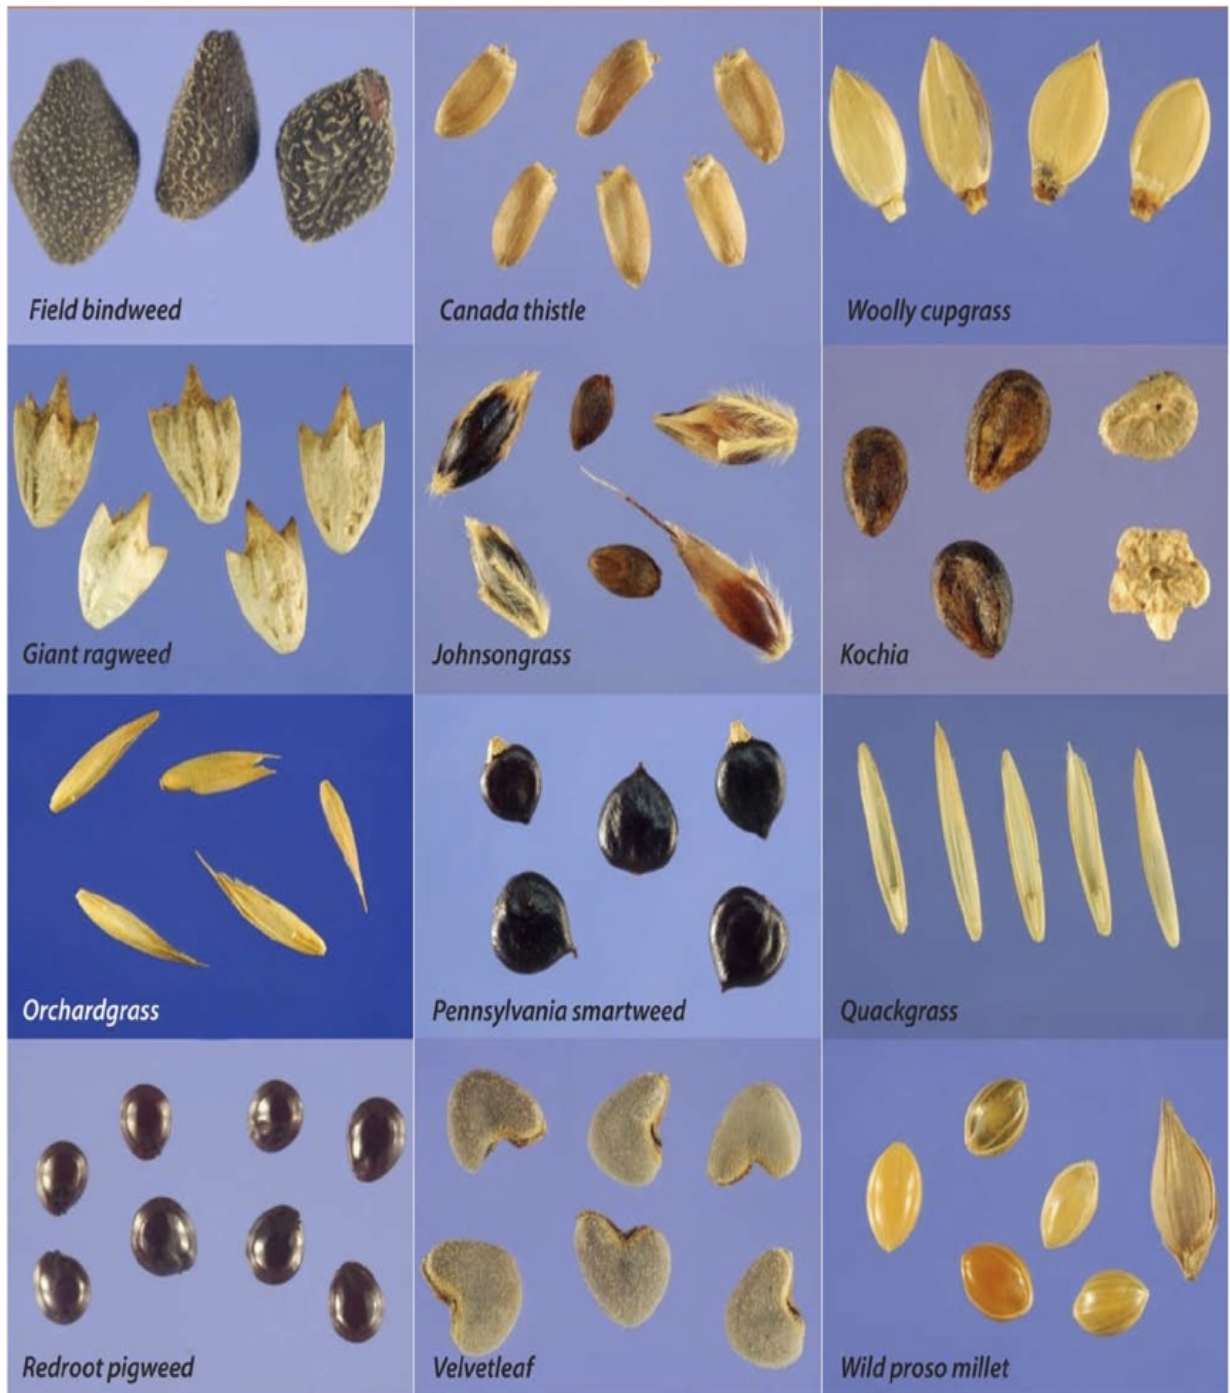 Field bindweed
Canada thistle
Woolly cupgrass
Giant ragweed
Johnsongrass
Kochia
Orchardgrass
Pennsylvania smartweed
Quackgrass
Redroot pigweed
Velvetleaf
Wild proso millet